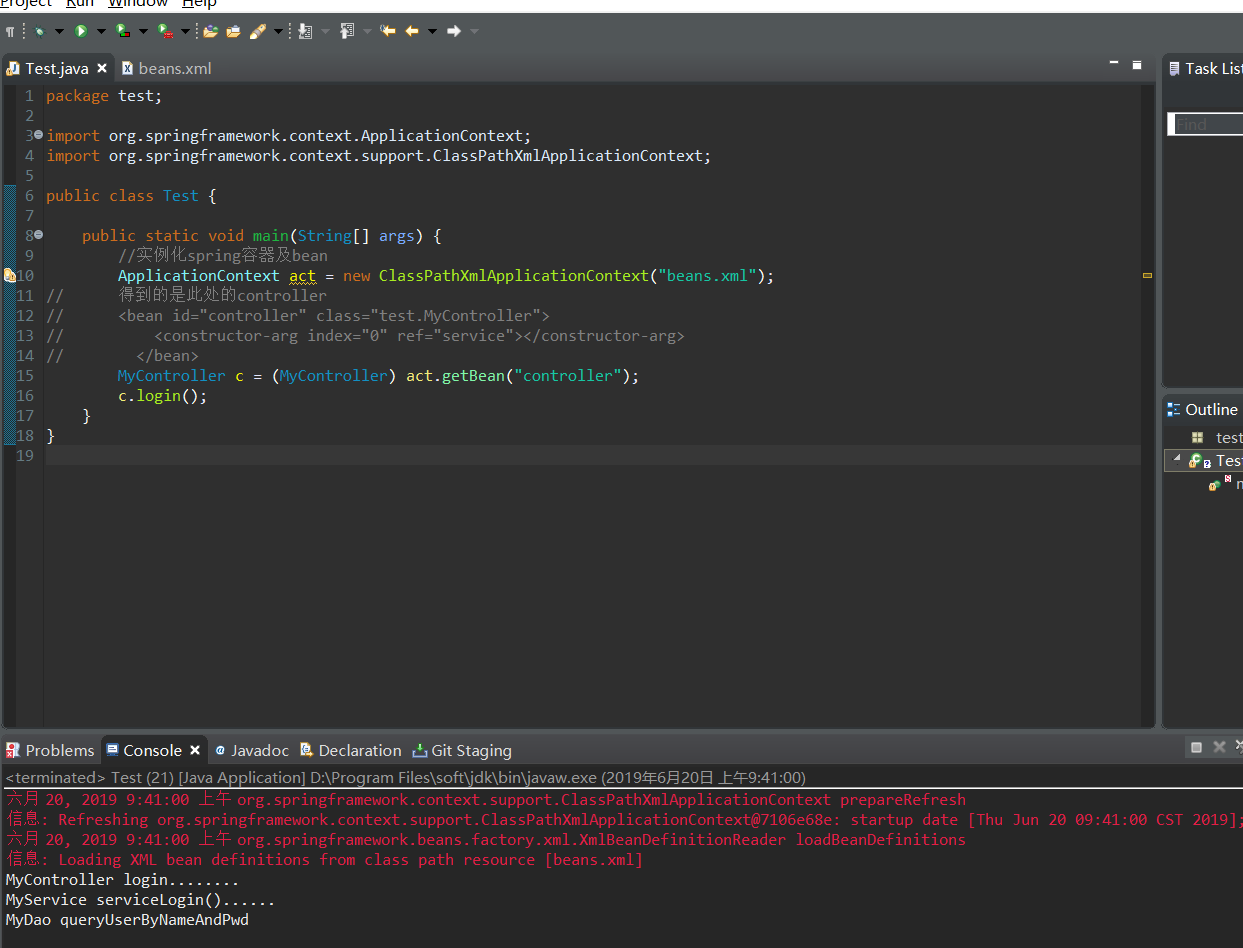 Project Run Window Help
Test.java beans.xml
Task List
Find
1 package test;
2
3 import org.springframework.context.ApplicationContext;
4 import org.springframework.context.support.ClassPathXmlApplicationContext;
5
6 public class Test {
7
8 public static void main(String[] args) {
9 //实例化spring容器及bean
10 ApplicationContext act = new ClassPathXmlApplicationContext("beans.xml");
11 // 得到的是此处的controller
12 // <bean id="controller" class="test.MyController">
13 // <constructor-arg index="0" ref="service"></constructor-arg>
14 // </bean>
15 MyController c = (MyController) act.getBean("controller");
16 c.login();
17 }
18 }
19
Outline
test
Tes
Problems Console Javadoc Declaration Git Staging
<terminated> Test (21) [Java Application] D:\Program Files\soft\jdk\bin\javaw.exe (2019年6月20日 上午9:41:00)
六月 20, 2019 9:41:00 上午 org.springframework.context.support.ClassPathXmlApplicationContext prepareRefresh
信息: Refreshing org.springframework.context.support.ClassPathXmlApplicationContext@7106e68e: startup date [Thu Jun 20 09:41:00 CST 2019];
六月 20, 2019 9:41:00 上午 org.springframework.beans.factory.xml.XmlBeanDefinitionReader loadBeanDefinitions
信息: Loading XML bean definitions from class path resource [beans.xml]
MyController login........
MyService serviceLogin()......
MyDao queryUserByNameAndPwd